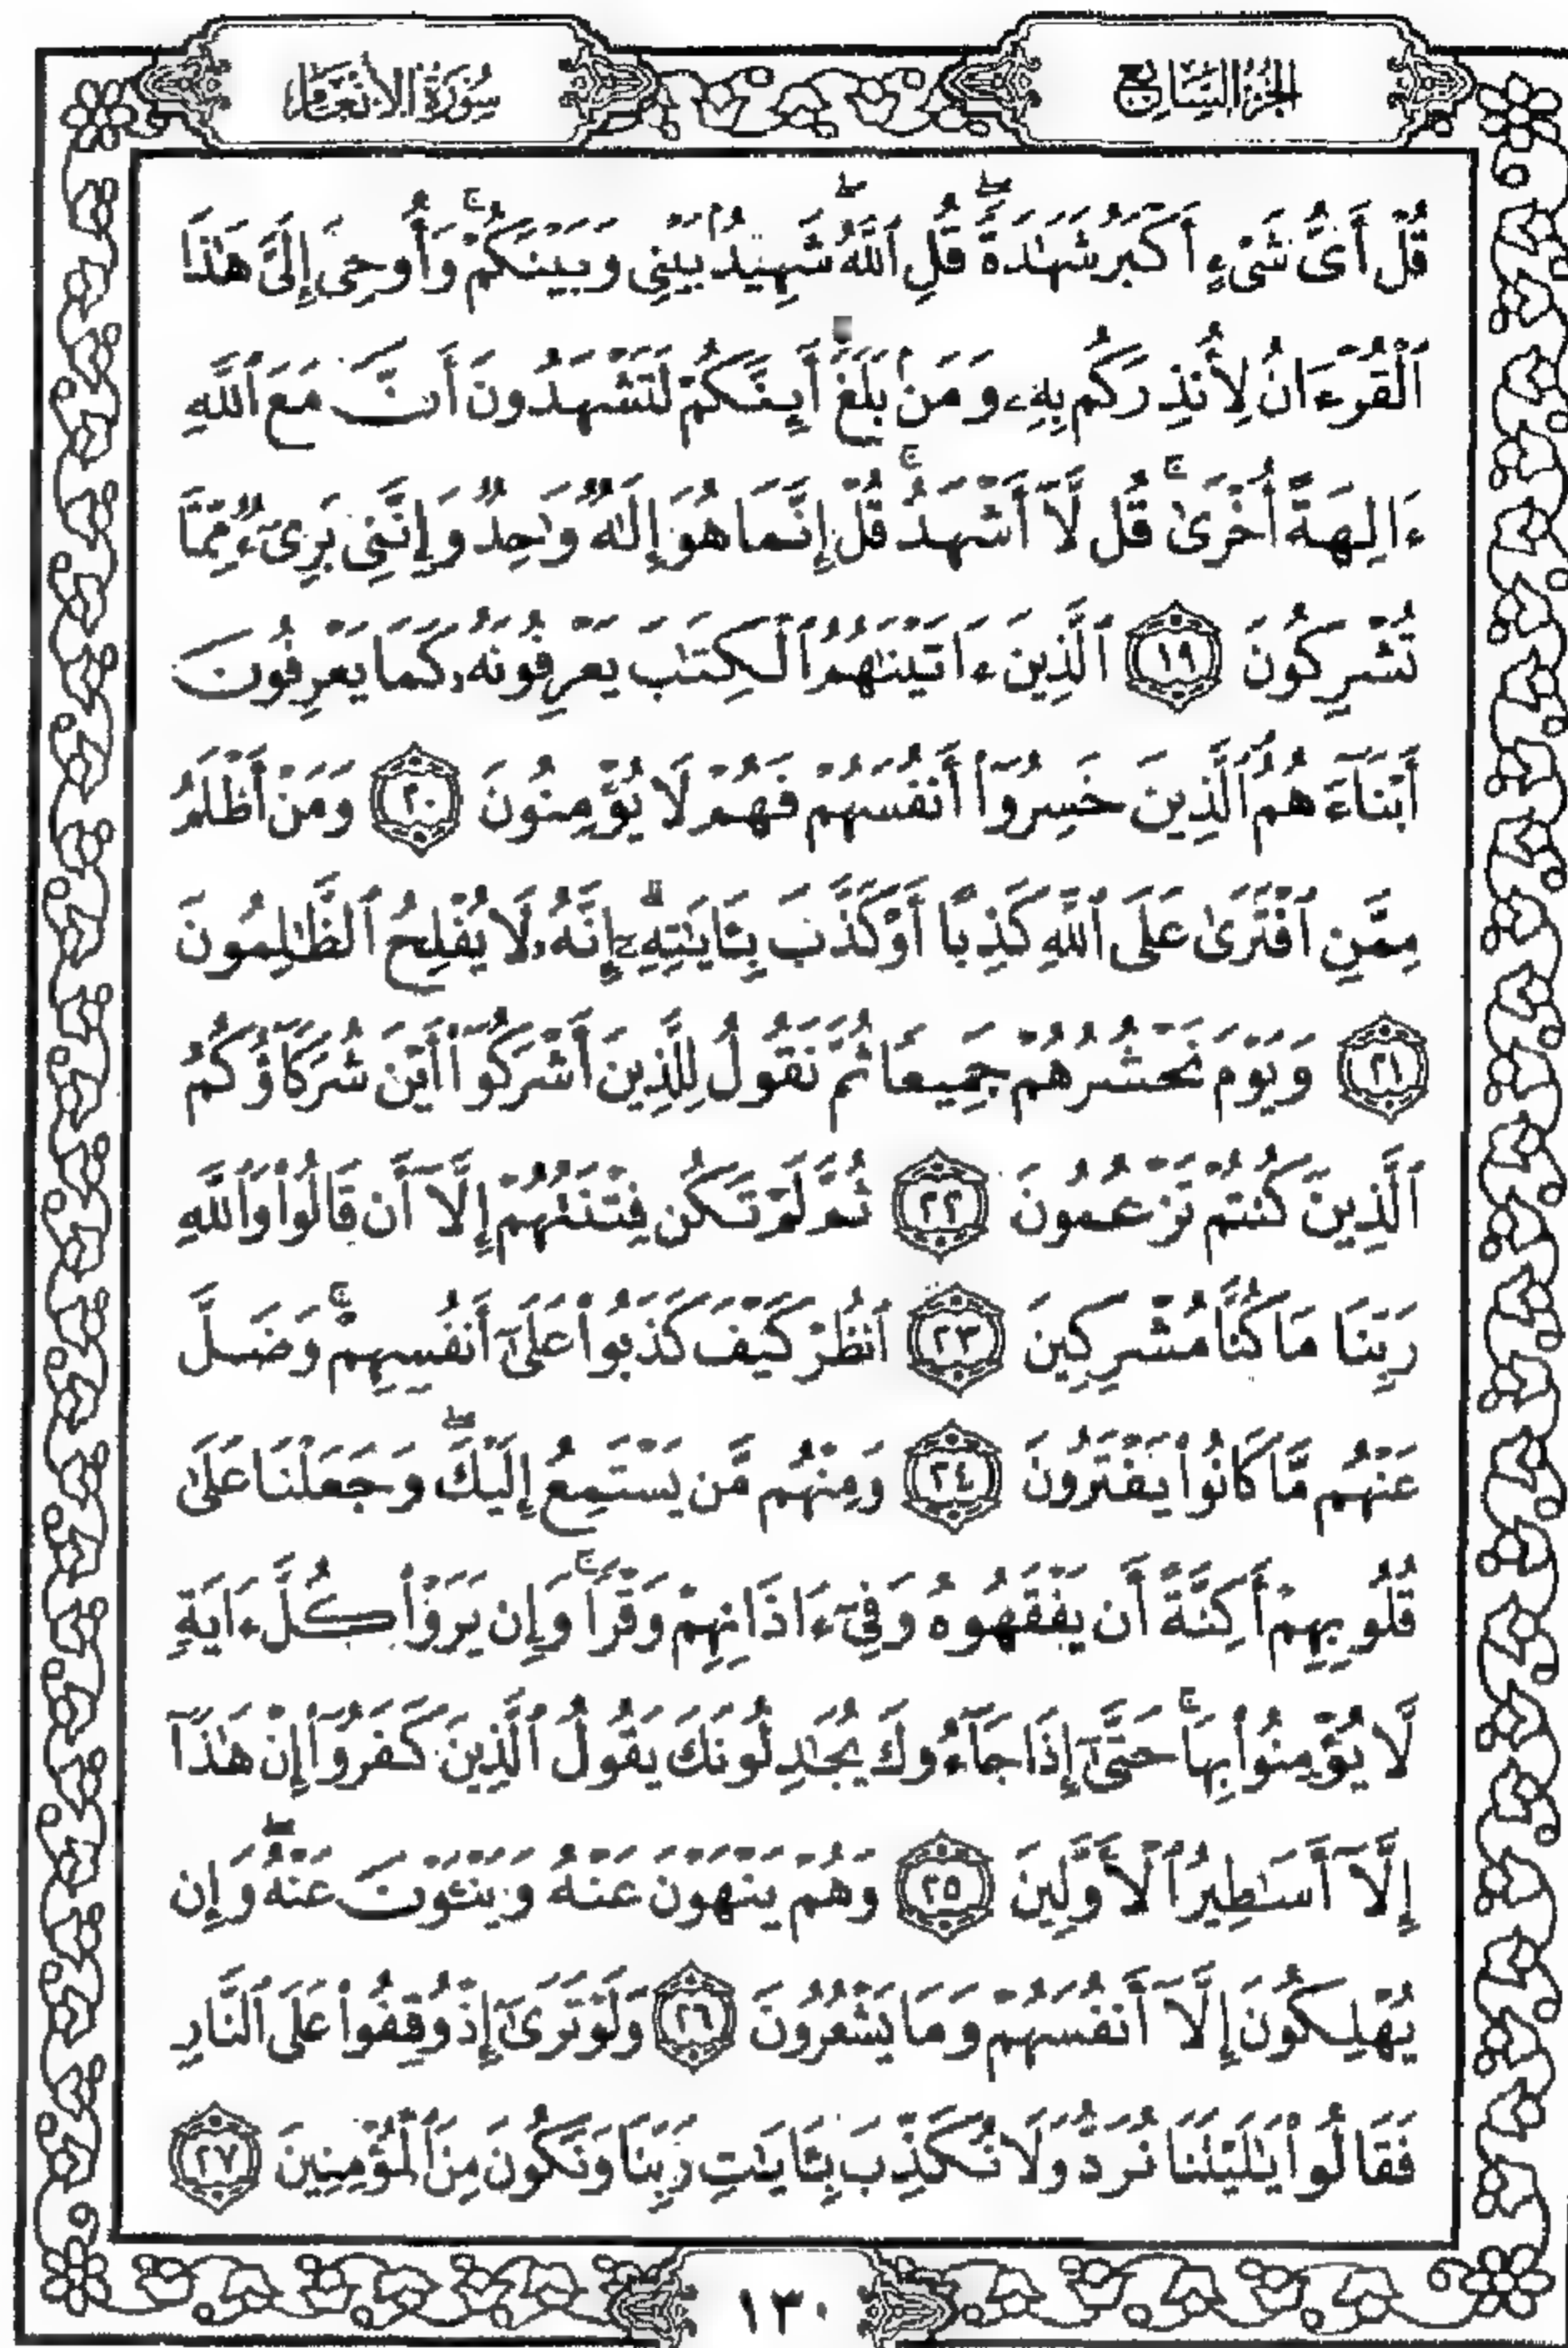 الجزء السابع
سورة الأنعام
قُلْ أَىُّ شَىْءٍ أَكْبَرُ شَهَٰدَةً ۖ قُلِ ٱللَّهُ ۖ شَهِيدٌۢ بَيْنِى وَبَيْنَكُمْ ۚ وَأُوحِىَ إِلَىَّ هَٰذَا
ٱلْقُرْءَانُ لِأُنذِرَكُم بِهِۦ وَمَنۢ بَلَغَ ۚ أَئِنَّكُمْ لَتَشْهَدُونَ أَنَّ مَعَ ٱللَّهِ
ءَالِهَةً أُخْرَىٰ ۚ قُل لَّآ أَشْهَدُ ۚ قُلْ إِنَّمَا هُوَ إِلَٰهٌ وَٰحِدٌ وَإِنَّنِى بَرِىٓءٌ مِّمَّا
تُشْرِكُونَ ١٩ ٱلَّذِينَ ءَاتَيْنَٰهُمُ ٱلْكِتَٰبَ يَعْرِفُونَهُۥ كَمَا يَعْرِفُونَ
أَبْنَآءَهُمُ ٱلَّذِينَ خَسِرُوٓا۟ أَنفُسَهُمْ فَهُمْ لَا يُؤْمِنُونَ ٢٠ وَمَنْ أَظْلَمُ
مِمَّنِ ٱفْتَرَىٰ عَلَى ٱللَّهِ كَذِبًا أَوْ كَذَّبَ بِـَٔايَٰتِهِۦٓ ۗ إِنَّهُۥ لَا يُفْلِحُ ٱلظَّٰلِمُونَ
٢١ وَيَوْمَ نَحْشُرُهُمْ جَمِيعًا ثُمَّ نَقُولُ لِلَّذِينَ أَشْرَكُوٓا۟ أَيْنَ شُرَكَآؤُكُمُ
ٱلَّذِينَ كُنتُمْ تَزْعُمُونَ ٢٢ ثُمَّ لَمْ تَكُن فِتْنَتُهُمْ إِلَّآ أَن قَالُوا۟ وَٱللَّهِ
رَبِّنَا مَا كُنَّا مُشْرِكِينَ ٢٣ ٱنظُرْ كَيْفَ كَذَبُوا۟ عَلَىٰٓ أَنفُسِهِمْ ۚ وَضَلَّ
عَنْهُم مَّا كَانُوا۟ يَفْتَرُونَ ٢٤ وَمِنْهُم مَّن يَسْتَمِعُ إِلَيْكَ ۖ وَجَعَلْنَا عَلَىٰ
قُلُوبِهِمْ أَكِنَّةً أَن يَفْقَهُوهُ وَفِىٓ ءَاذَانِهِمْ وَقْرًا ۚ وَإِن يَرَوْا۟ كُلَّ ءَايَةٍ
لَّا يُؤْمِنُوا۟ بِهَا ۚ حَتَّىٰٓ إِذَا جَآءُوكَ يُجَٰدِلُونَكَ يَقُولُ ٱلَّذِينَ كَفَرُوٓا۟ إِنْ هَٰذَآ
إِلَّآ أَسَٰطِيرُ ٱلْأَوَّلِينَ ٢٥ وَهُمْ يَنْهَوْنَ عَنْهُ وَيَنْـَٔوْنَ عَنْهُ ۖ وَإِن
يُهْلِكُونَ إِلَّآ أَنفُسَهُمْ وَمَا يَشْعُرُونَ ٢٦ وَلَوْ تَرَىٰٓ إِذْ وُقِفُوا۟ عَلَى ٱلنَّارِ
فَقَالُوا۟ يَٰلَيْتَنَا نُرَدُّ وَلَا نُكَذِّبَ بِـَٔايَٰتِ رَبِّنَا وَنَكُونَ مِنَ ٱلْمُؤْمِنِينَ ٢٧
١٣٠